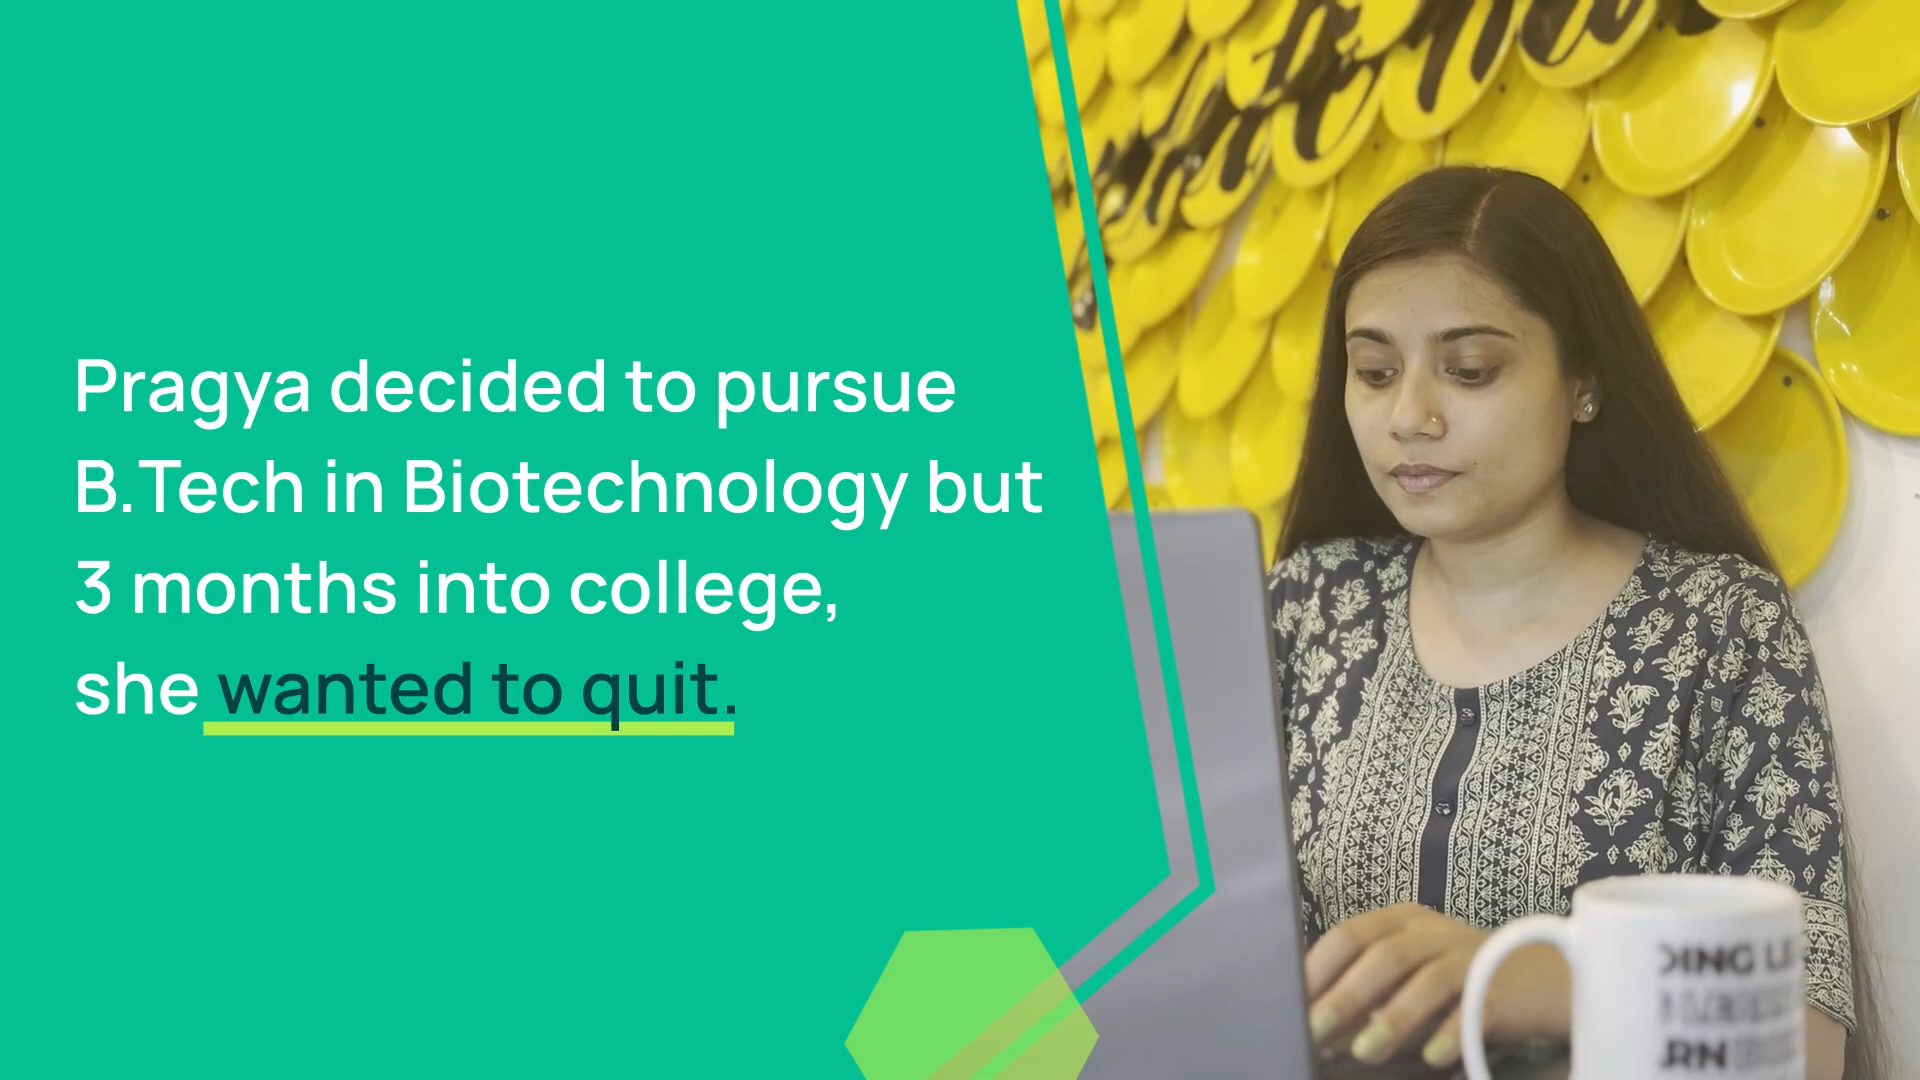 Pragya decided to pursue
B.Tech in Biotechnology but
3 months into college,
she wanted to quit.